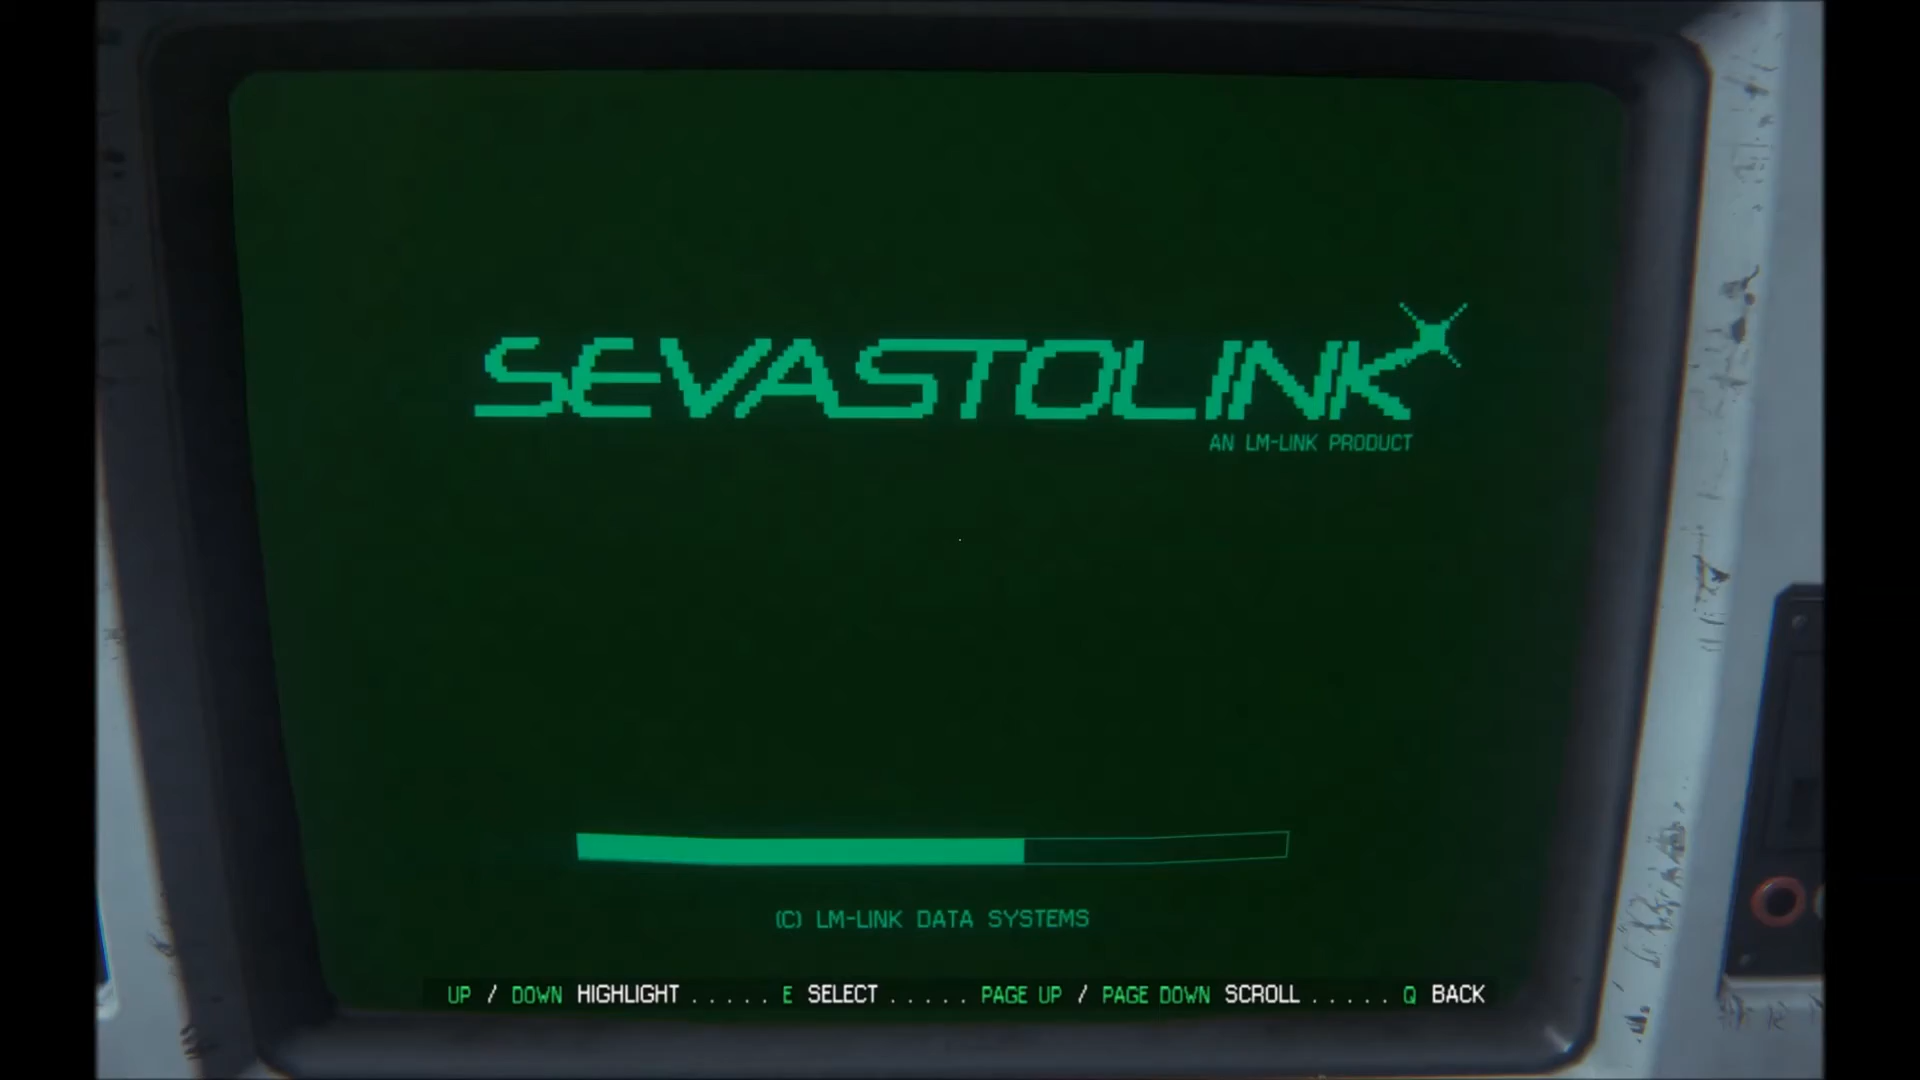 SEVASTOLINK
AN LM-LINK PRODUCT
(C) LM-LINK DATA SYSTEMS
UP / DOWN HIGHLIGHT ..... E SELECT ..... PAGE UP / PAGE DOWN SCROLL ..... Q BACK